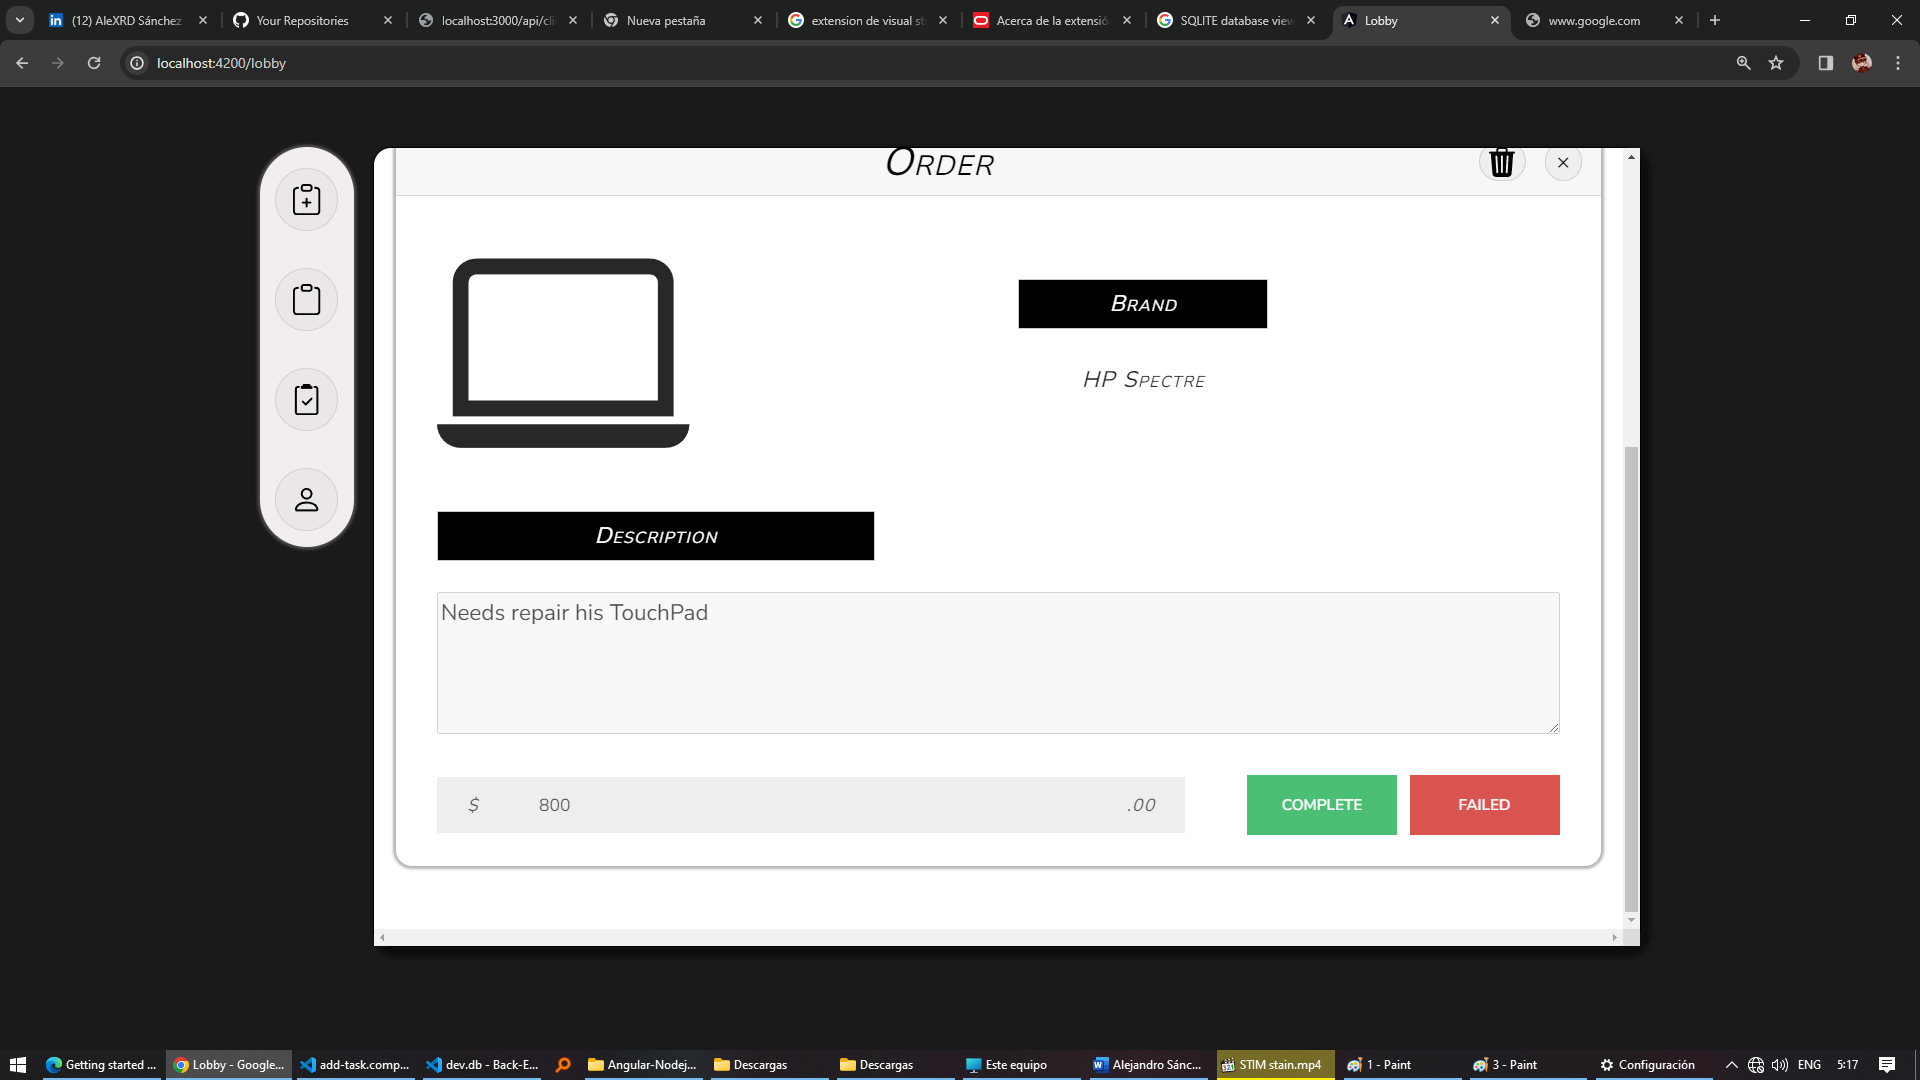 (12) AleXRD Sánchez
Your Repositories
localhost:3000/api/cli
Nueva pestaña
extension de visual st
Acerca de la extensió
SQLITE database view
Lobby
www.google.com
localhost:4200/lobby
Order
Brand
HP Spectre
Description
Needs repair his TouchPad
$ 800 .00
COMPLETE
FAILED
Getting started ...
Lobby - Google...
add-task.comp...
dev.db - Back-E...
Angular-Nodej...
Descargas
Descargas
Este equipo
Alejandro Sánc...
STIM stain.mp4
1 - Paint
3 - Paint
Configuración
ENG
5:17